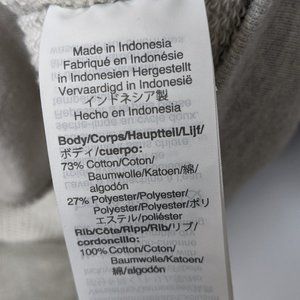 Made in Indonesia
Fabriqué en Indonésie
in Indonesien Hergestellt
Vervaardigd in Indonesië
インドネシア製
Hecho en Indonesia
Body/Corps/Hauptteil/Lijf/
ボディ/cuerpo:
73% Cotton/Coton/
Baumwolle/Katoen/綿/
algodón
27% Polyester/Polyester/
Polyester/Polyester/ポリ
エステル/poliéster
Rib/Côte/Ripp/Rib/リブ/
cordoncillo:
100% Cotton/Coton/
Baumwolle/Katoen/
綿/algodón